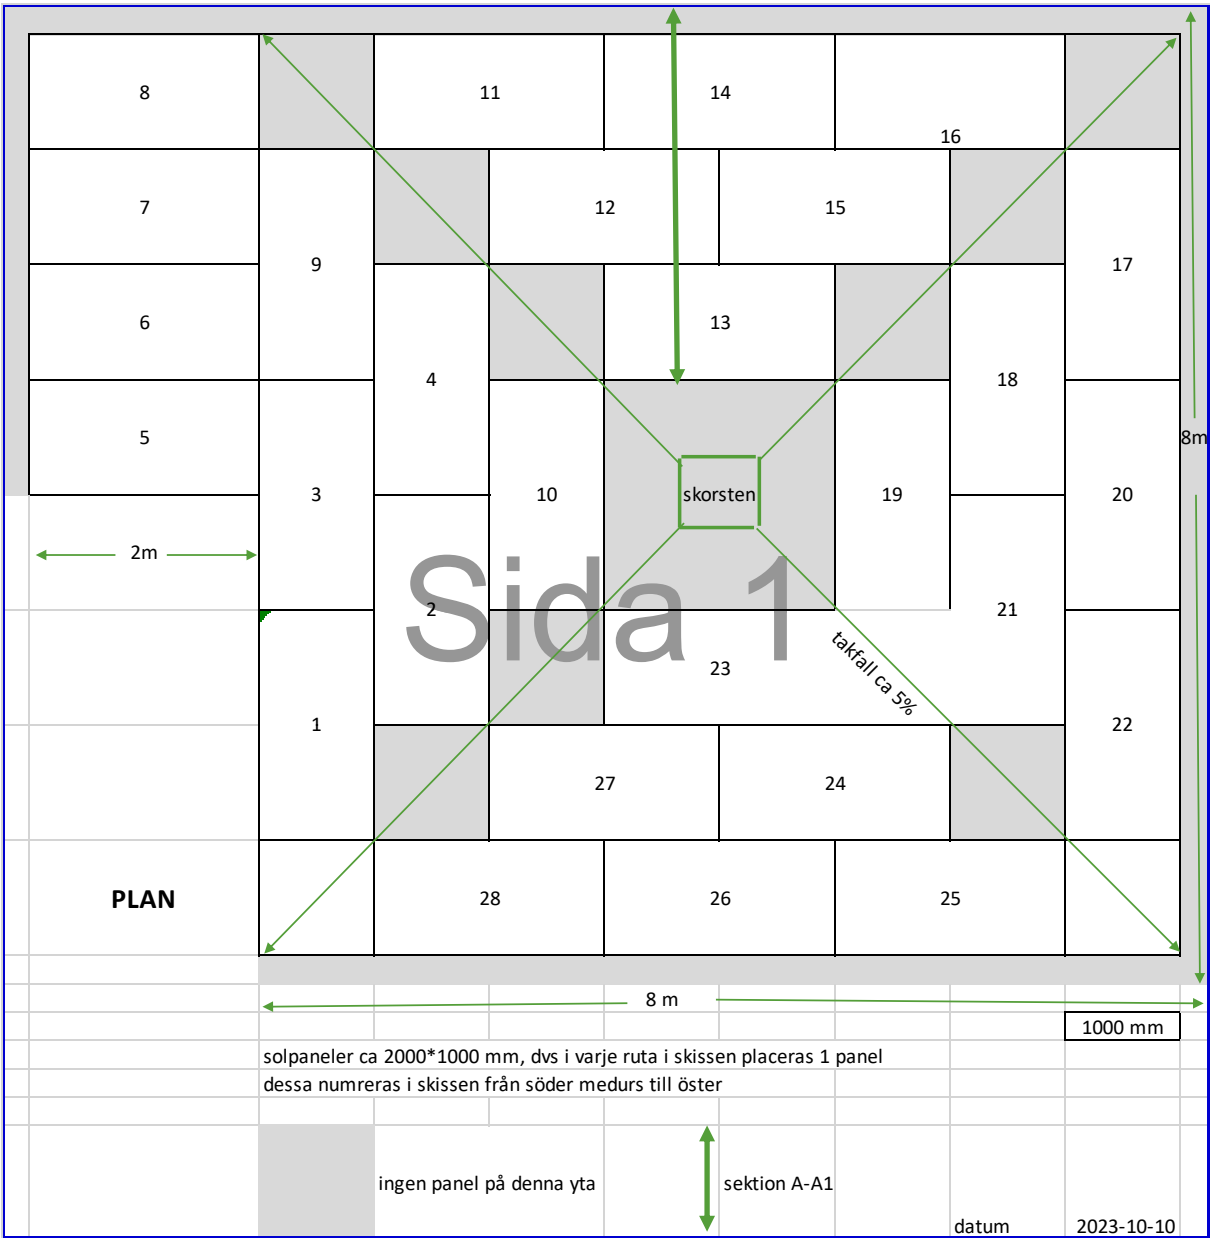 8
11
14
16
7
12
15
9
17
6
13
4
18
5
8m
3
10
skorsten
19
20
2m
Sida 1
2
21
takfall ca 5%
23
1
22
27
24
PLAN
28
26
25
8 m
1000 mm
solpaneler ca 2000*1000 mm, dvs i varje ruta i skissen placeras 1 panel
dessa numreras i skissen från söder medurs till öster
ingen panel på denna yta
sektion A-A1
datum
2023-10-10